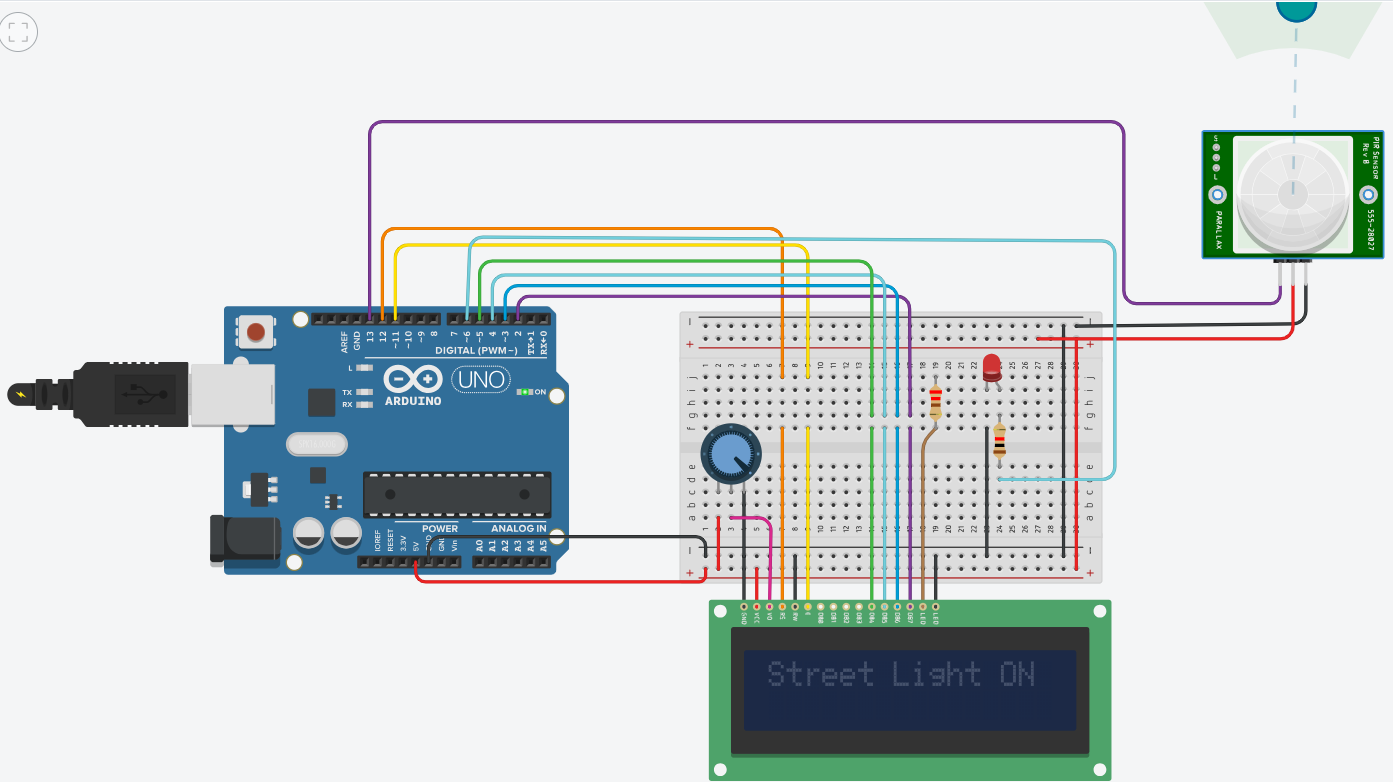 PIR SENSOR
Rev B
PARALLAX
555-28027
AREF
GND
13
12
~11
~10
~9
8
7
~6
~5
4
~3
2
TX→1
RX←0
DIGITAL (PWM~)
L
TX
RX
ARDUINO
UNO
ON
POWER
ANALOG IN
IOREF
RESET
3.3V
5V
GND
GND
Vin
A0
A1
A2
A3
A4
A5
GND
VCC
V0
RS
RW
E
DB0
DB1
DB2
DB3
DB4
DB5
DB6
DB7
LED
LED
Street Light ON